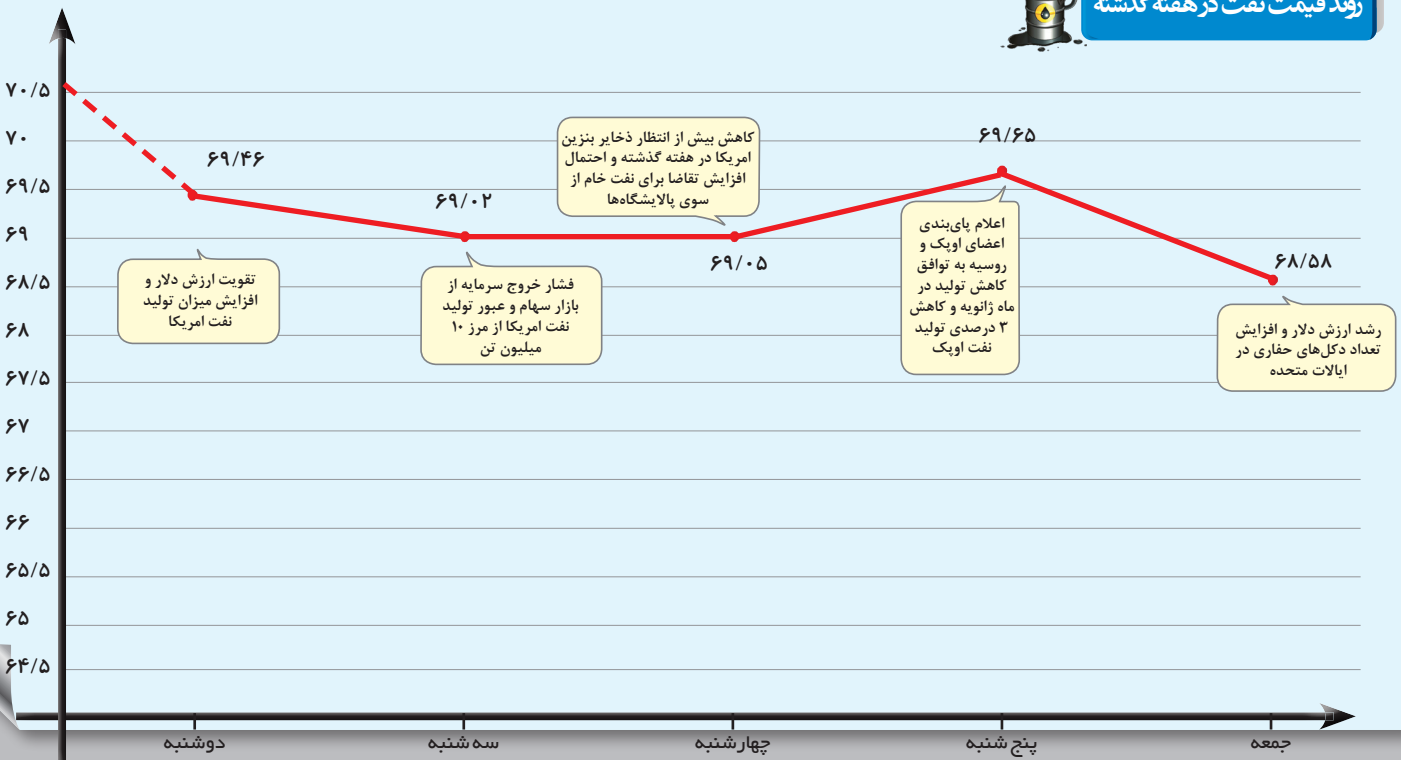 روند قیمت نفت در هفته گذشته
۷۰/۵
۷۰
۶۹/۵
۶۹
۶۸/۵
۶۸
۶۷/۵
۶۷
۶۶/۵
۶۶
۶۵/۵
۶۵
۶۴/۵
۶۹/۴۶
تقویت ارزش دلار و
افزایش میزان تولید
نفت امریکا
۶۹/۰۲
فشار خروج سرمایه از
بازار سهام و عبور تولید
نفت امریکا از مرز ۱۰
میلیون تن
کاهش بیش از انتظار ذخایر بنزین
امریکا در هفته گذشته و احتمال
افزایش تقاضا برای نفت خام از
سوی پالایشگاه‌ها
۶۹/۰۵
۶۹/۶۵
اعلام پای‌بندی
اعضای اوپک و
روسیه به توافق
کاهش تولید در
ماه ژانویه و کاهش
۳ درصدی تولید
نفت اوپک
۶۸/۵۸
رشد ارزش دلار و افزایش
تعداد دکل‌های حفاری در
ایالات متحده
دوشنبه
سه‌شنبه
چهارشنبه
پنج‌شنبه
جمعه